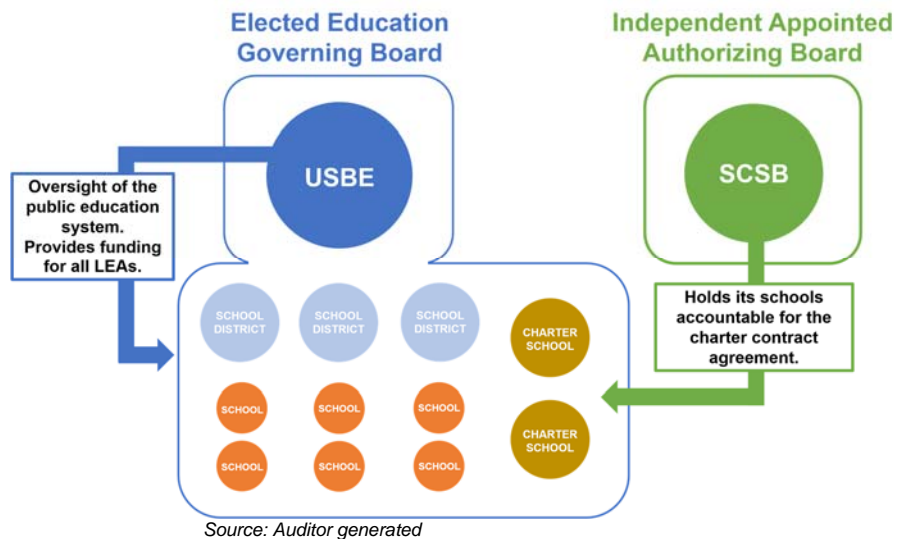 Elected Education
Governing Board
Independent Appointed
Authorizing Board
USBE
SCSB
Oversight of the
public education
system.
Provides funding
for all LEAs.
Holds its schools
accountable for the
charter contract
agreement.
SCHOOL
DISTRICT
SCHOOL
DISTRICT
SCHOOL
DISTRICT
CHARTER
SCHOOL
SCHOOL
SCHOOL
SCHOOL
CHARTER
SCHOOL
SCHOOL
SCHOOL
SCHOOL
Source: Auditor generated